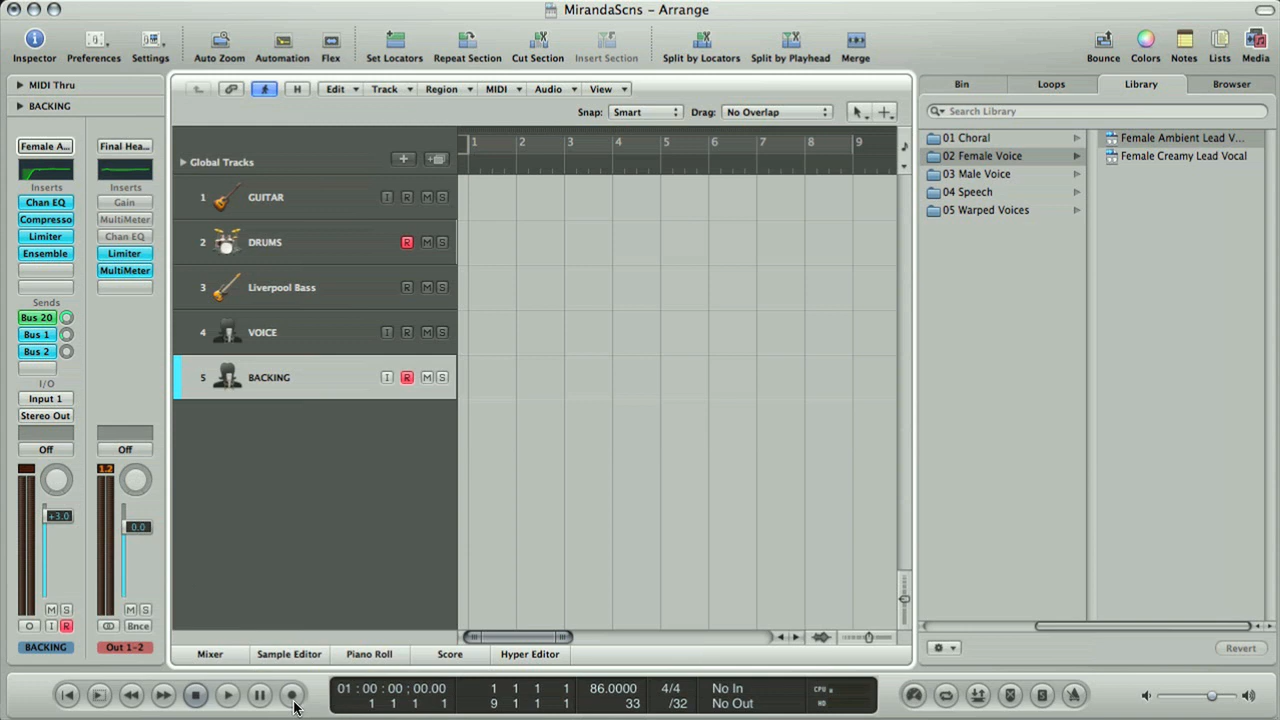 MirandaScns – Arrange
Inspector Preferences Settings Auto Zoom Automation Flex Set Locators Repeat Section Cut Section Insert Section Split by Locators Split by Playhead Merge Bounce Colors Notes Lists Media
MIDI Thru
H Edit Track Region MIDI Audio View
Bin Loops Library Browser
BACKING
Snap: Smart Drag: No Overlap
Search Library
1 2 3 4 5 6 7 8 9
Global Tracks
01 Choral
02 Female Voice
03 Male Voice
04 Speech
05 Warped Voices
Female Ambient Lead V...
Female Creamy Lead Vocal
1 GUITAR I R M S
2 DRUMS R M S
3 Liverpool Bass R M S
4 VOICE I R M S
5 BACKING I R M S
Female A...
Inserts
Chan EQ
Compresso
Limiter
Ensemble
Sends
Bus 20
Bus 1
Bus 2
I/O
Input 1
Stereo Out
Off
+3.0
M S
I R
BACKING
Final Hea...
Inserts
Gain
MultiMeter
Chan EQ
Limiter
MultiMeter
Off
1.2
0.0
M S
Bnce
Out 1-2
Mixer Sample Editor Piano Roll Score Hyper Editor
Revert
01 : 00 : 00 ; 00.00 1 1 1 1 86.0000 4/4 No In CPU
1 1 1 1 9 1 1 1 33 /32 No Out HD